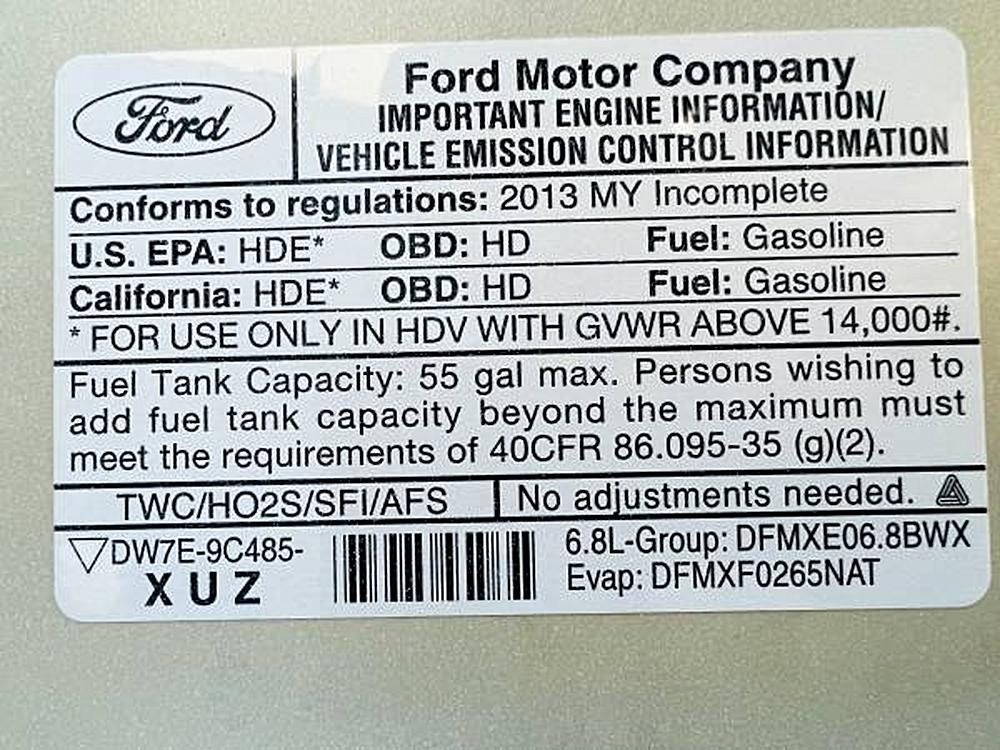 Ford
Ford Motor Company
IMPORTANT ENGINE INFORMATION/
VEHICLE EMISSION CONTROL INFORMATION
Conforms to regulations: 2013 MY Incomplete
U.S. EPA: HDE* OBD: HD Fuel: Gasoline
California: HDE* OBD: HD Fuel: Gasoline
* FOR USE ONLY IN HDV WITH GVWR ABOVE 14,000#.
Fuel Tank Capacity: 55 gal max. Persons wishing to
add fuel tank capacity beyond the maximum must
meet the requirements of 40CFR 86.095-35 (g)(2).
TWC/HO2S/SFI/AFS No adjustments needed.
DW7E-9C485-
X U Z
6.8L-Group: DFMXE06.8BWX
Evap: DFMXF0265NAT